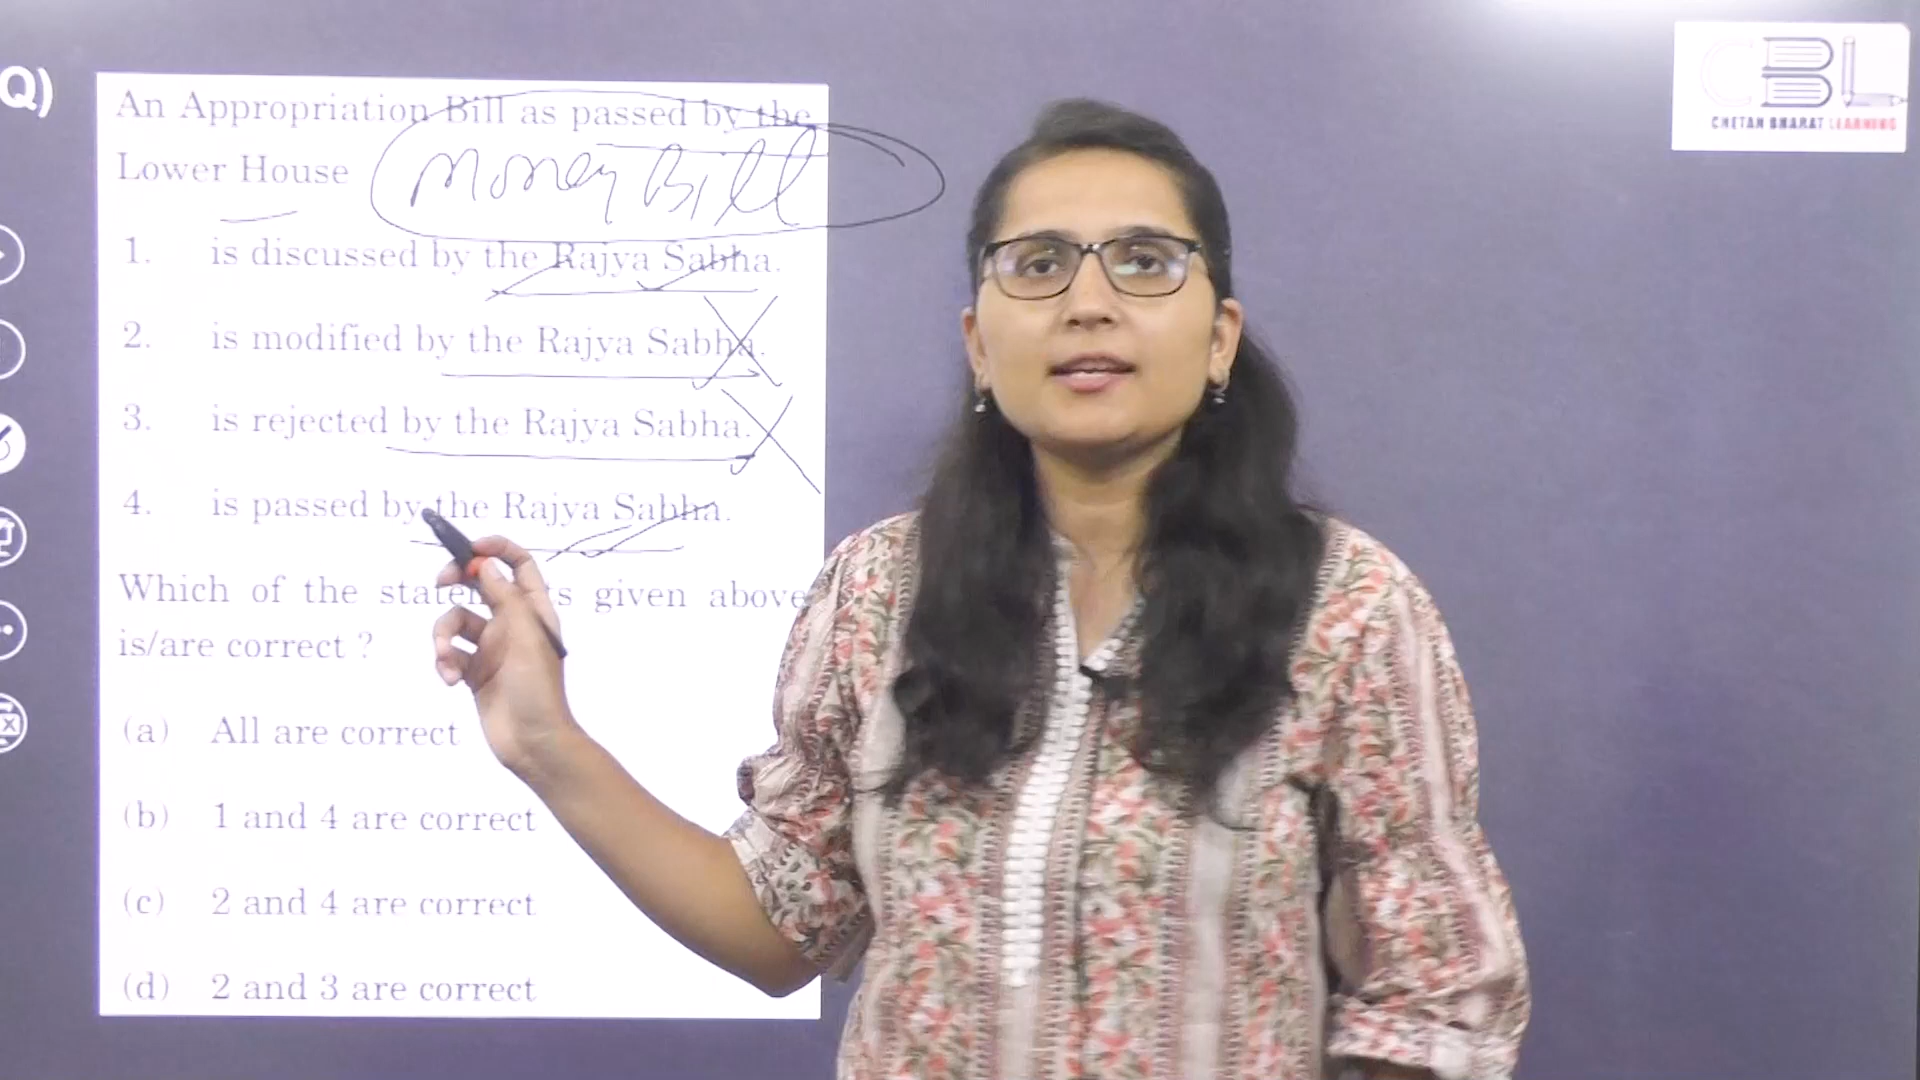 Q)
An Appropriation Bill as passed by the
Lower House
Money Bill
1. is discussed by the Rajya Sabha.
2. is modified by the Rajya Sabha.
3. is rejected by the Rajya Sabha.
4. is passed by the Rajya Sabha.
Which of the given above
is/are correct ?
(a) All are correct
(b) 1 and 4 are correct
(c) 2 and 4 are correct
(d) 2 and 3 are correct
CBL
CHETAN BHARAT LEARNING